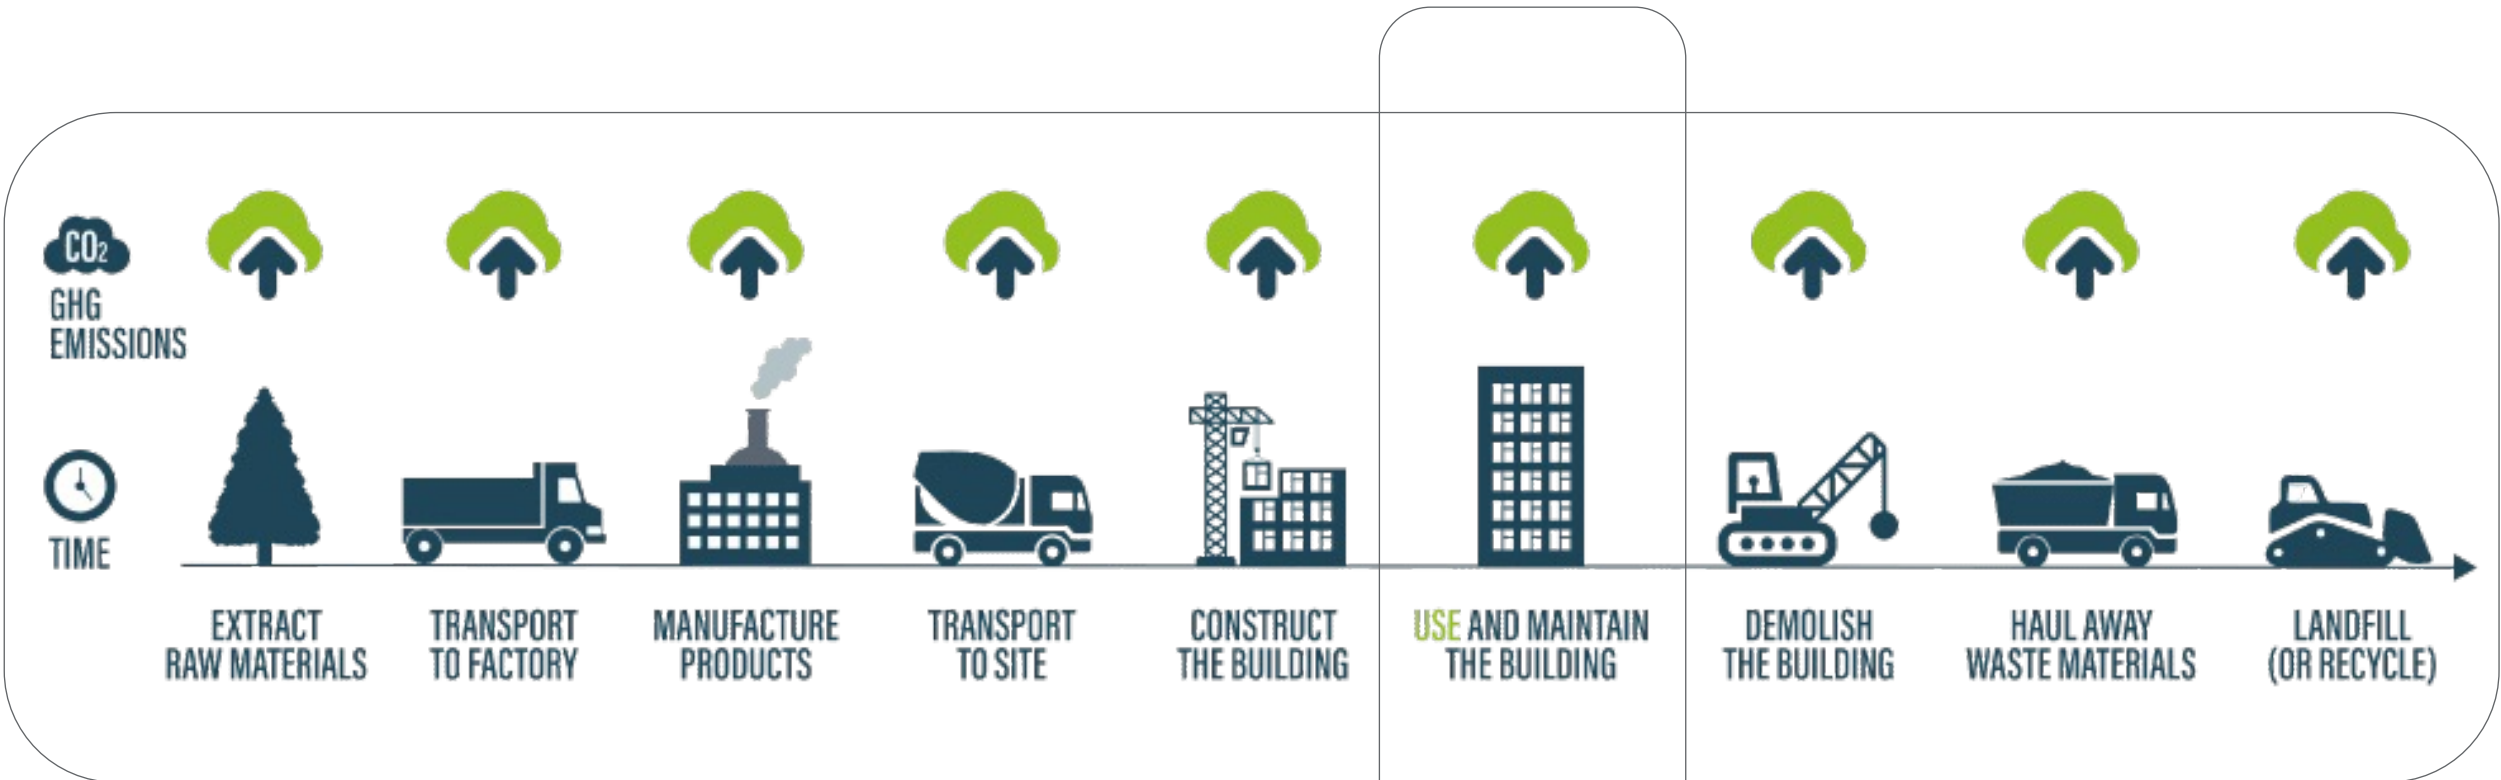 CO2
GHG
EMISSIONS
TIME
EXTRACT
RAW MATERIALS
TRANSPORT
TO FACTORY
MANUFACTURE
PRODUCTS
TRANSPORT
TO SITE
CONSTRUCT
THE BUILDING
USE AND MAINTAIN
THE BUILDING
DEMOLISH
THE BUILDING
HAUL AWAY
WASTE MATERIALS
LANDFILL
(OR RECYCLE)